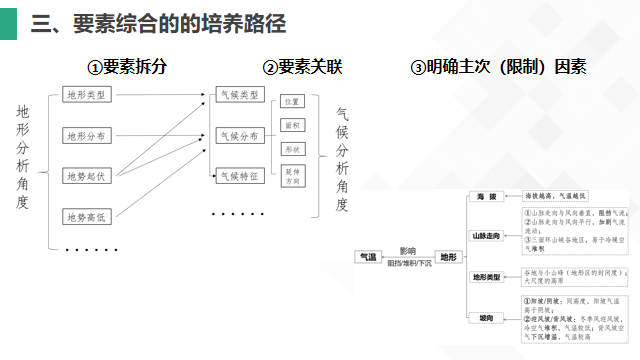 三、要素综合的的培养路径
①要素拆分
②要素关联
③明确主次（限制）因素
地形分析角度
地形类型
地形分布
地势起伏
地势高低
······
气候类型
气候分布
气候特征
······
位置
面积
形状
延伸
方向
气候分析角度
气温
影响
阻挡/堆积/下沉
地形
海 拔
海拔越高，气温越低
山脉走向
①山脉走向与风向垂直，阻挡气流；
②山脉走向与风向平行，加剧气流
流动；
③三面环山峡谷地区，易于冷暖空
气堆积
地形类型
谷地与小山峰（地形区的封闭度）；
大尺度的高原
坡向
①阳坡/阴坡：同高度，阳坡气温
高于阴坡；
②迎风坡/背风坡：冬季风迎风坡，
冷空气堆积，气温较低；背风坡空
气下沉增温，气温较高